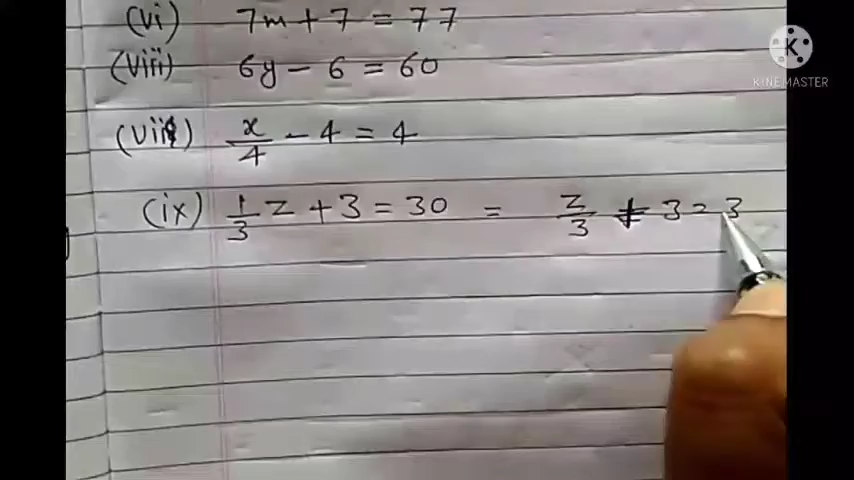 (vi) 7m + 7 = 77
(viii) 6y - 6 = 60
(viii) x/4 - 4 = 4
(ix) 1/3 z + 3 = 30 = z/3 + 3 = 3
KINEMASTER